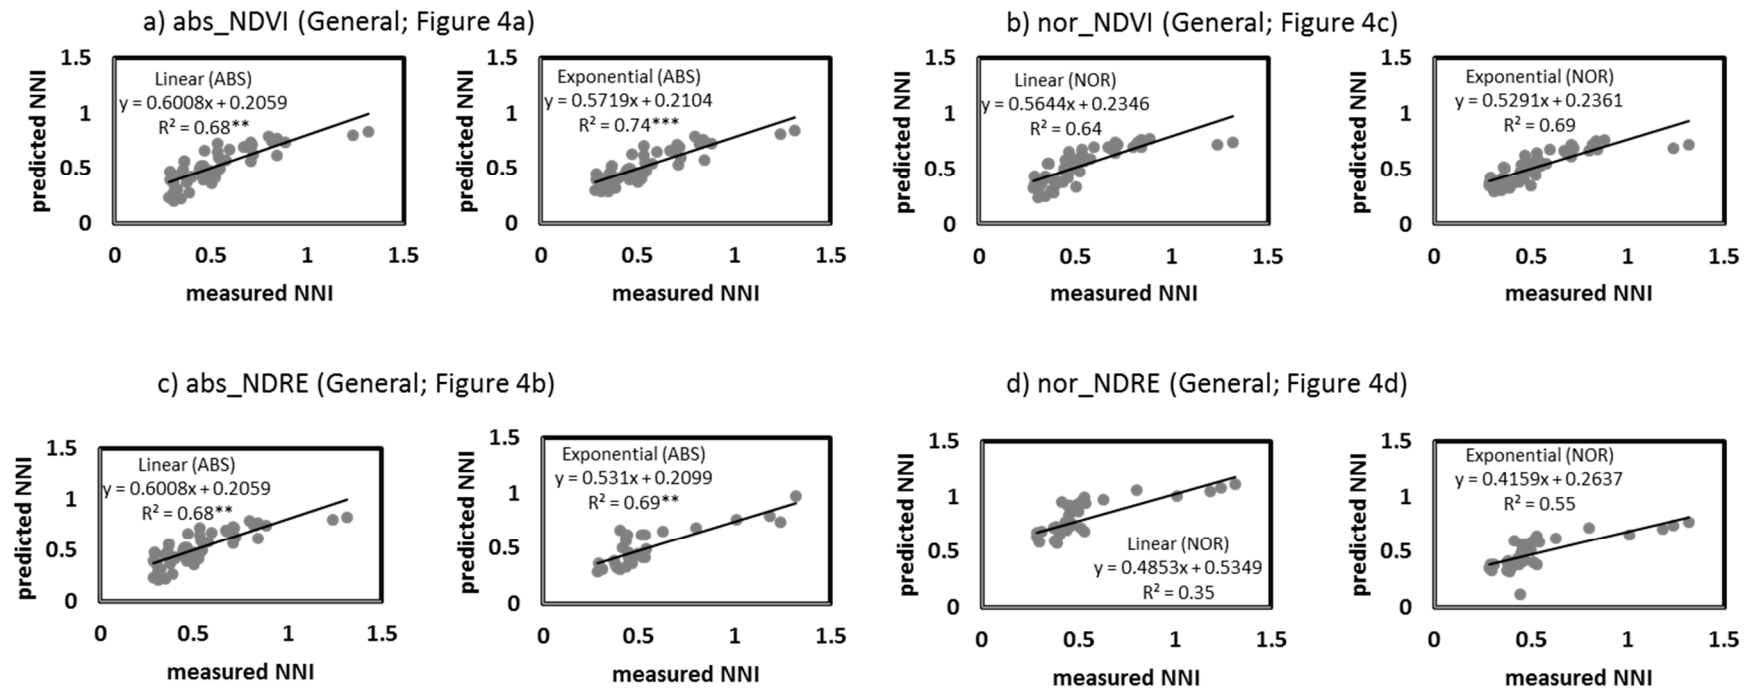 a) abs_NDVI (General; Figure 4a)
b) nor_NDVI (General; Figure 4c)
predicted NNI
1.5
1
0.5
0
Linear (ABS)
y = 0.6008x + 0.2059
R² = 0.68**
0 0.5 1 1.5
measured NNI
predicted NNI
1.5
1
0.5
0
Exponential (ABS)
y = 0.5719x + 0.2104
R² = 0.74***
0 0.5 1 1.5
measured NNI
predicted NNI
1.5
1
0.5
0
Linear (NOR)
y = 0.5644x + 0.2346
R² = 0.64
0 0.5 1 1.5
measured NNI
predicted NNI
1.5
1
0.5
0
Exponential (NOR)
y = 0.5291x + 0.2361
R² = 0.69
0 0.5 1 1.5
measured NNI
c) abs_NDRE (General; Figure 4b)
d) nor_NDRE (General; Figure 4d)
predicted NNI
1.5
1
0.5
0
Linear (ABS)
y = 0.6008x + 0.2059
R² = 0.68**
0 0.5 1 1.5
measured NNI
predicted NNI
1.5
1
0.5
0
Exponential (ABS)
y = 0.531x + 0.2099
R² = 0.69**
0 0.5 1 1.5
measured NNI
predicted NNI
1.5
1
0.5
0
Linear (NOR)
y = 0.4853x + 0.5349
R² = 0.35
0 0.5 1 1.5
measured NNI
predicted NNI
1.5
1
0.5
0
Exponential (NOR)
y = 0.4159x + 0.2637
R² = 0.55
0 0.5 1 1.5
measured NNI